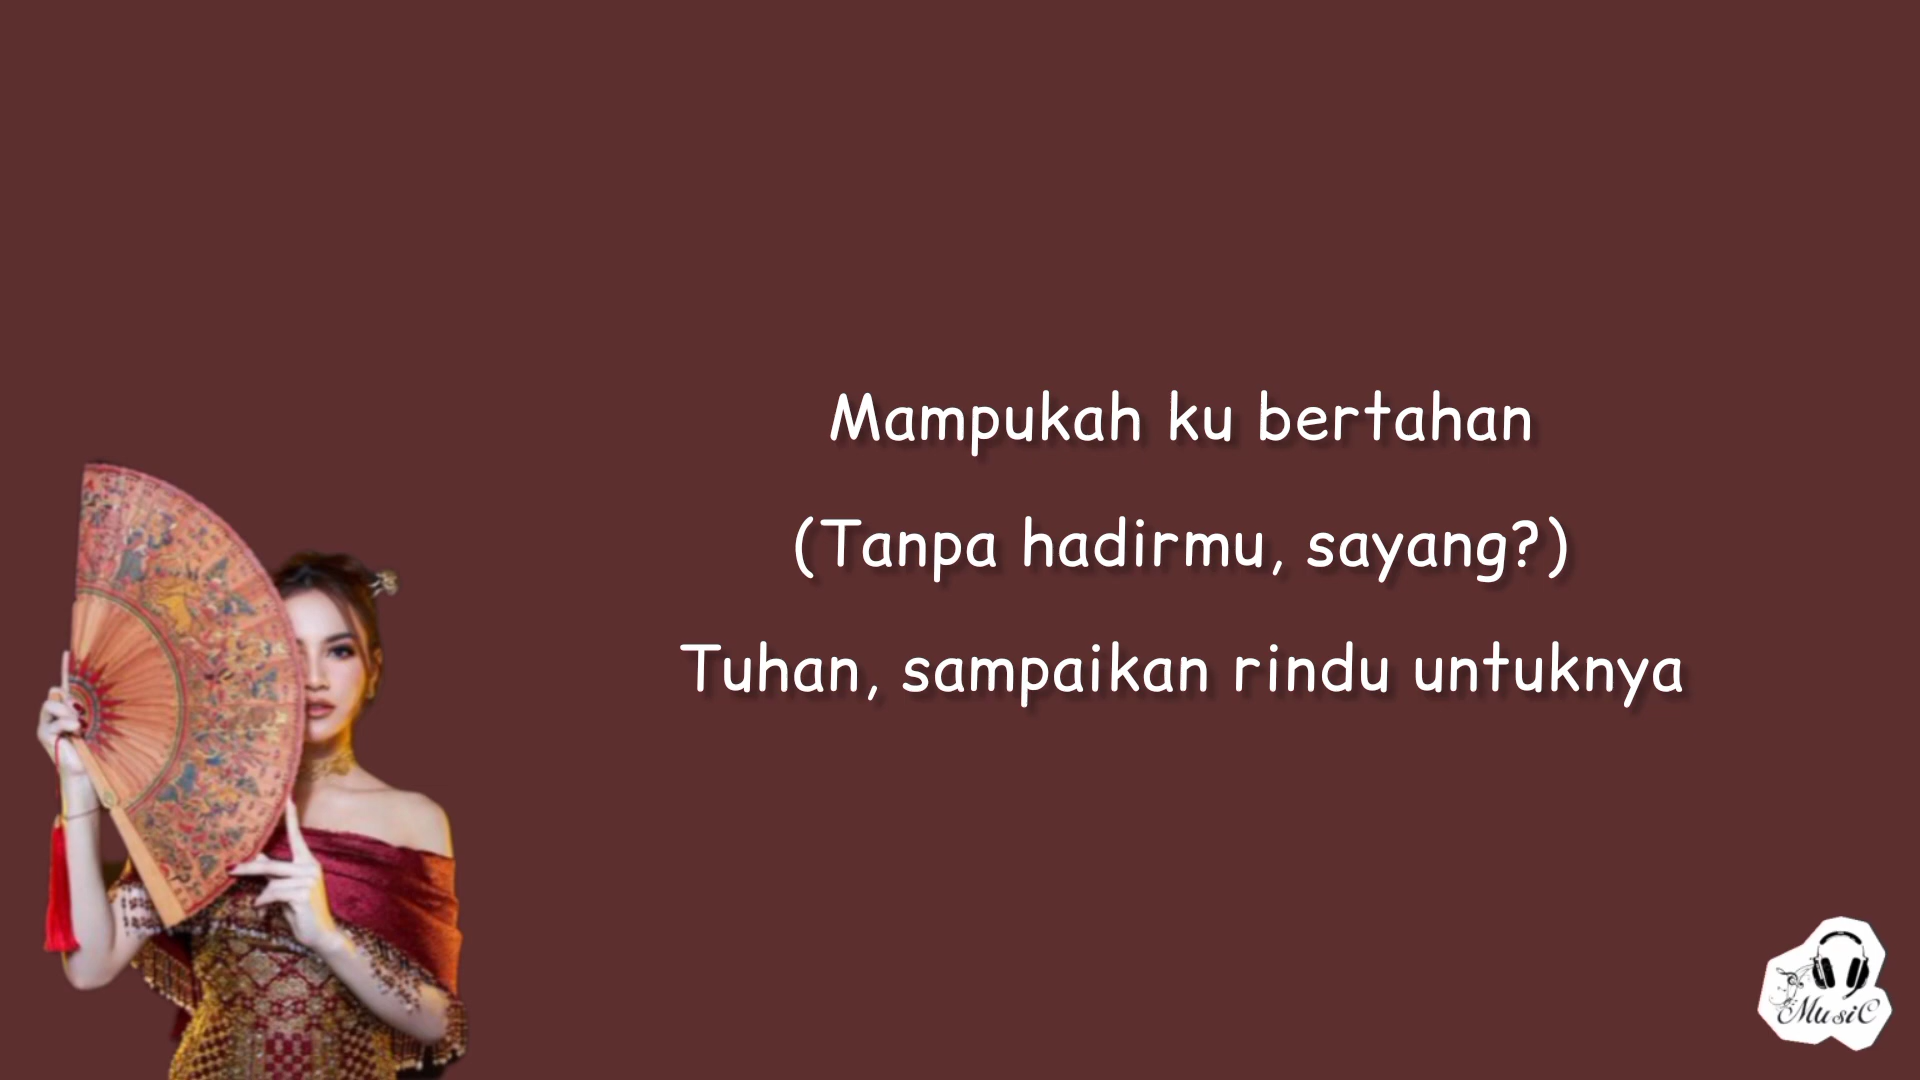 Mampukah ku bertahan
(Tanpa hadirmu, sayang?)
Tuhan, sampaikan rindu untuknya
MusiC